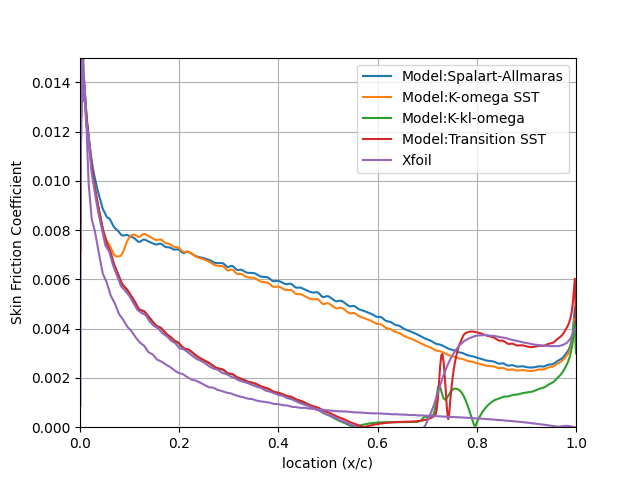 0.014
0.012
0.010
0.008
0.006
0.004
0.002
0.000
Skin Friction Coefficient
Model:Spalart-Allmaras
Model:K-omega SST
Model:K-kl-omega
Model:Transition SST
Xfoil
0.0 0.2 0.4 0.6 0.8 1.0
location (x/c)